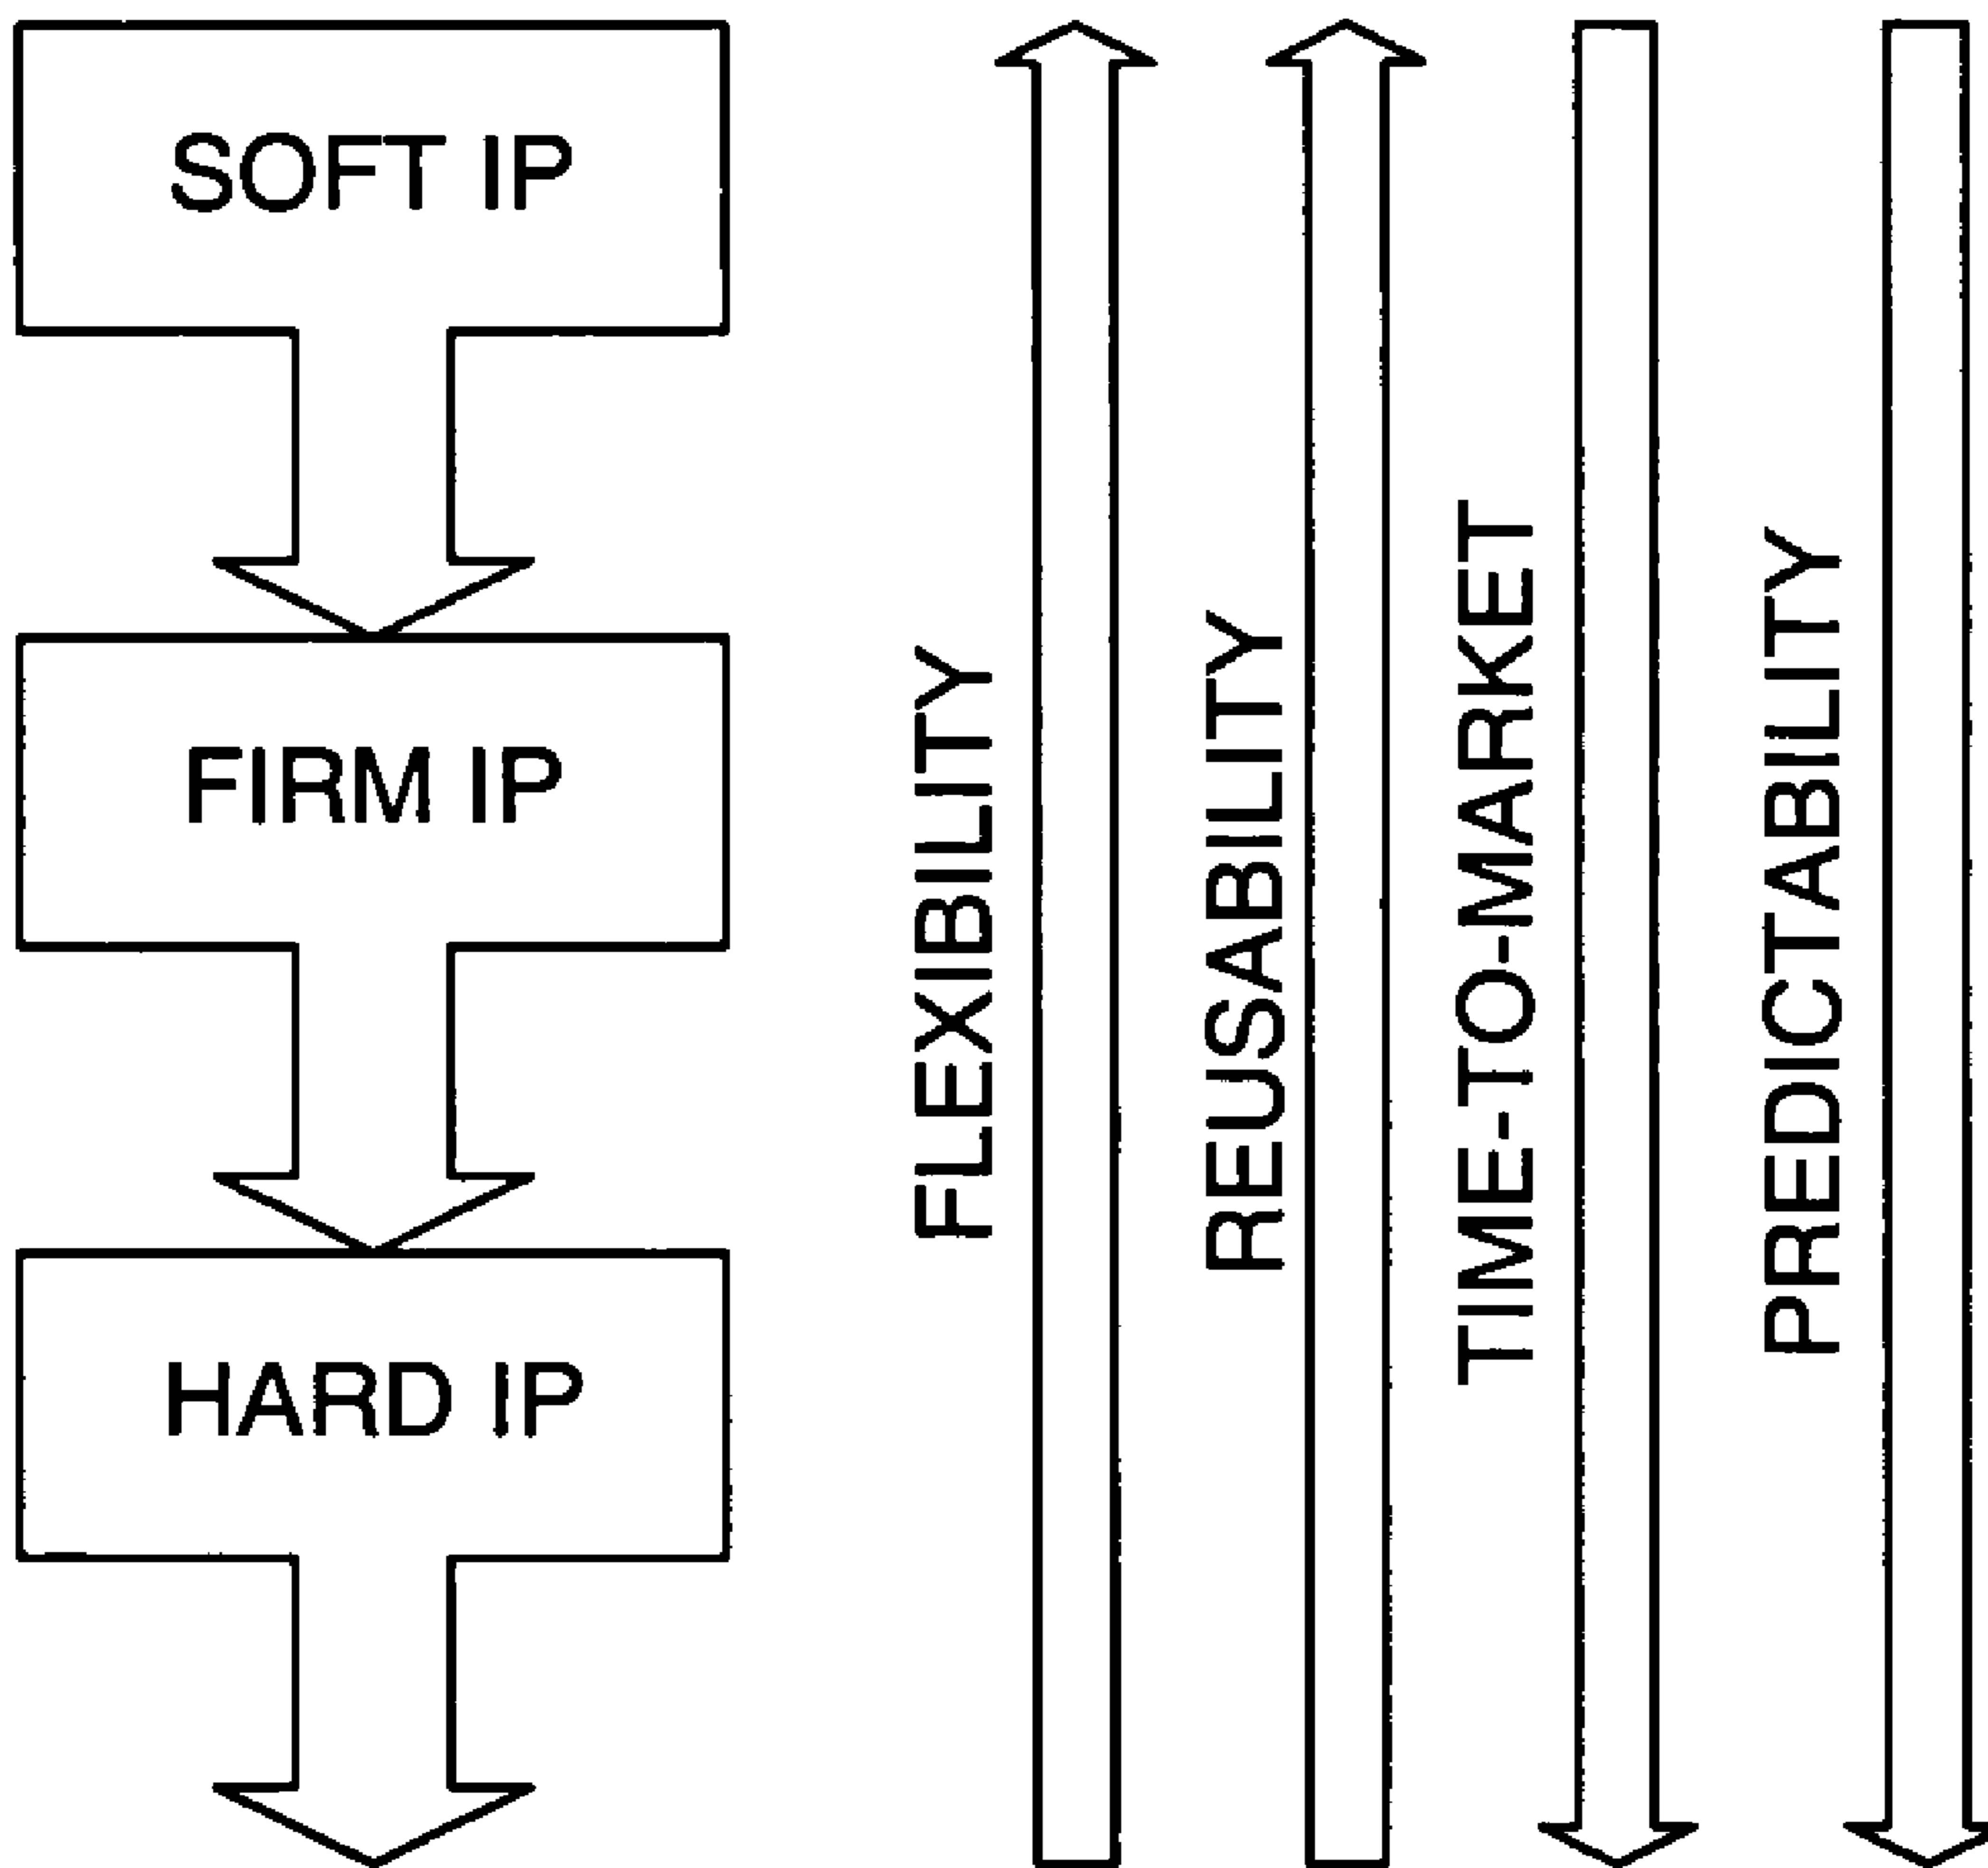 SOFT IP
FIRM IP
HARD IP
FLEXIBILITY
REUSABILITY
TIME-TO-MARKET
PREDICTABILITY